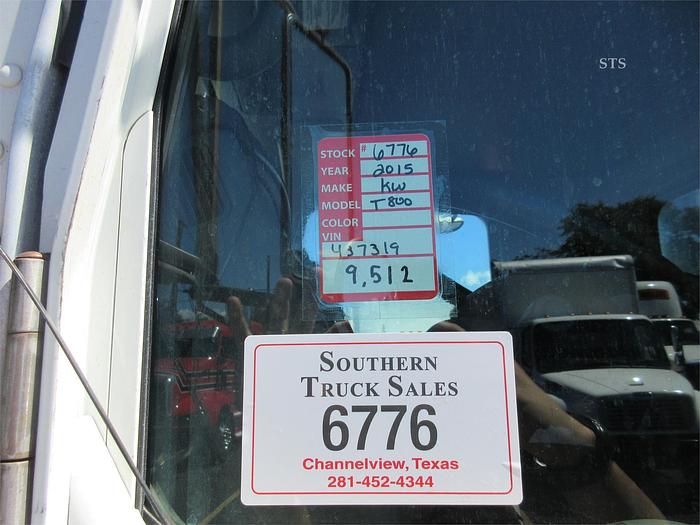 STS
STOCK # 6776
YEAR 2015
MAKE KW
MODEL T800
COLOR
VIN
437319
9,512
SOUTHERN
TRUCK SALES
6776
Channelview, Texas
281-452-4344